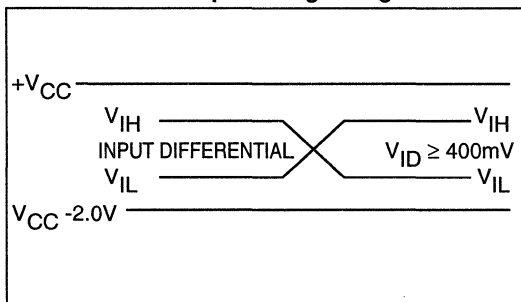 +VCC
VIH VIH
INPUT DIFFERENTIAL VID ≥ 400mV
VIL VIL
VCC -2.0V